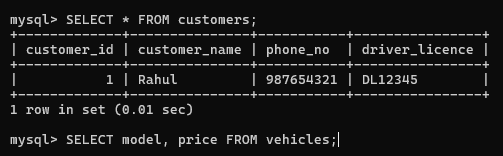 mysql> SELECT * FROM customers;
+-------------+---------------+-----------+----------------+
| customer_id | customer_name | phone_no  | driver_licence |
+-------------+---------------+-----------+----------------+
|           1 | Rahul         | 987654321 | DL12345        |
+-------------+---------------+-----------+----------------+
1 row in set (0.01 sec)
mysql> SELECT model, price FROM vehicles;